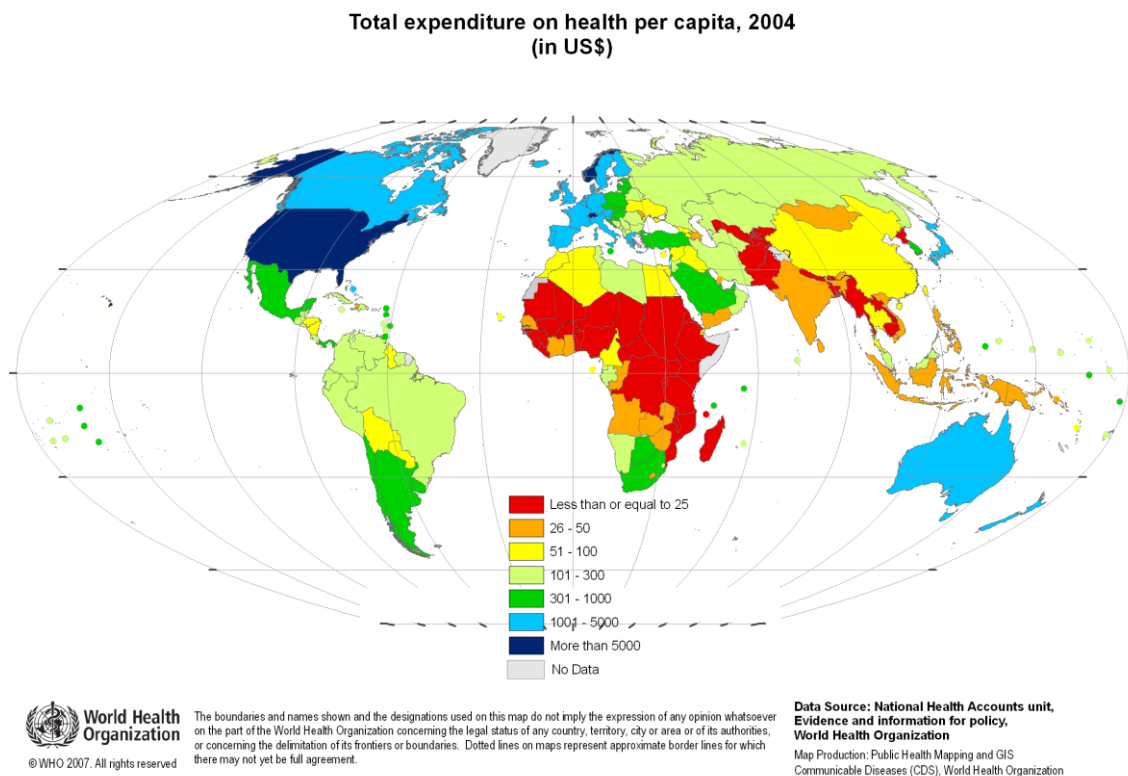 Total expenditure on health per capita, 2004
(in US$)
Less than or equal to 25
26 - 50
51 - 100
101 - 300
301 - 1000
1001 - 5000
More than 5000
No Data
World Health
Organization
© WHO 2007. All rights reserved
The boundaries and names shown and the designations used on this map do not imply the expression of any opinion whatsoever
on the part of the World Health Organization concerning the legal status of any country, territory, city or area or of its authorities,
or concerning the delimitation of its frontiers or boundaries. Dotted lines on maps represent approximate border lines for which
there may not yet be full agreement.
Data Source: National Health Accounts unit,
Evidence and information for policy,
World Health Organization
Map Production: Public Health Mapping and GIS
Communicable Diseases (CDS), World Health Organization